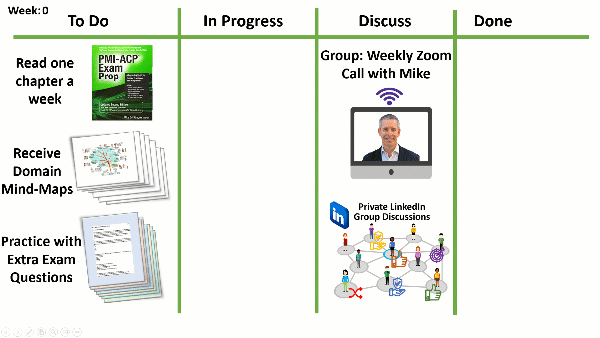 Week:0
To Do
In Progress
Discuss
Done
Read one
chapter a
week
PMI-ACP
Exam
Prop
Receive
Domain
Mind-Maps
Practice with
Extra Exam
Questions
Group: Weekly Zoom
Call with Mike
in
Private LinkedIn
Group Discussions